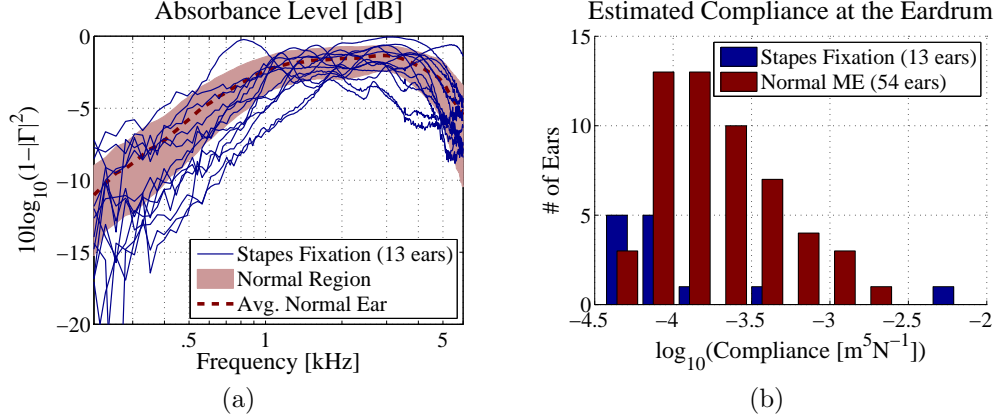 Absorbance Level [dB]
10log₁₀(1−|Γ|²)
0
−5
−10
−15
−20
Stapes Fixation (13 ears)
Normal Region
Avg. Normal Ear
.5
1
5
Frequency [kHz]
(a)
Estimated Compliance at the Eardrum
# of Ears
15
10
5
0
Stapes Fixation (13 ears)
Normal ME (54 ears)
−4.5
−4
−3.5
−3
−2.5
−2
log₁₀(Compliance [m⁵N⁻¹])
(b)